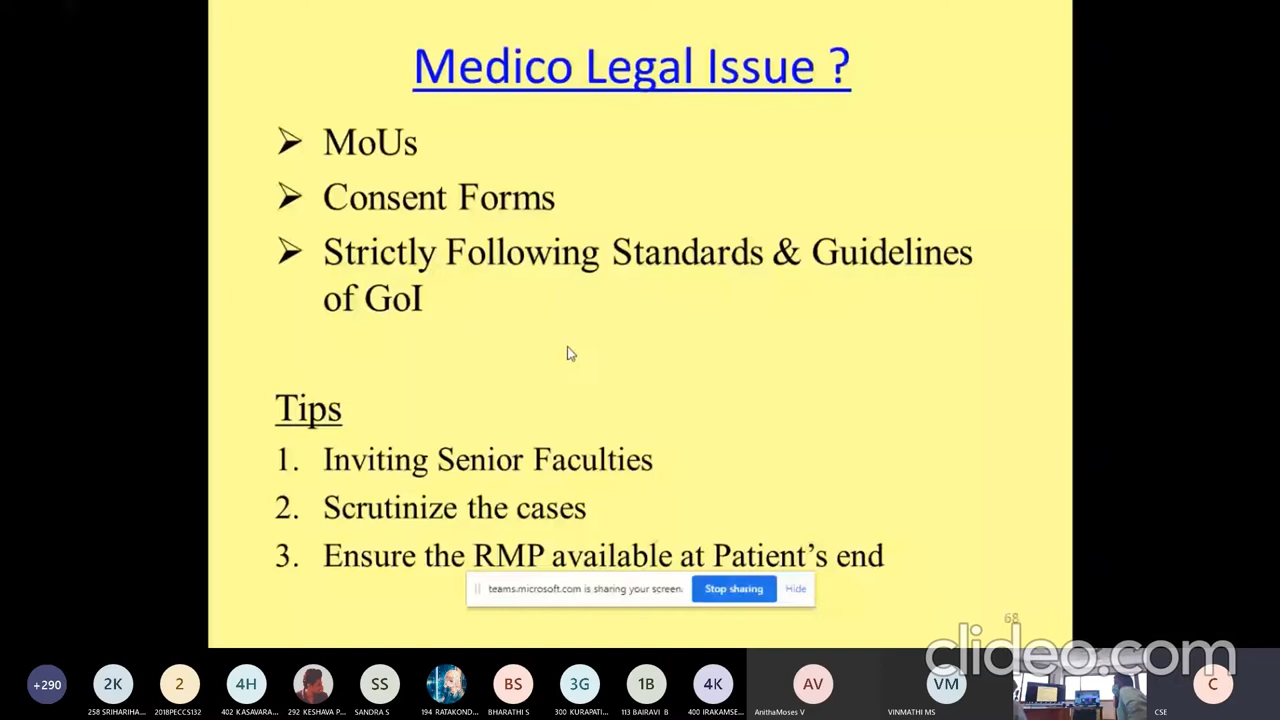 Medico Legal Issue ?
MoUs
Consent Forms
Strictly Following Standards & Guidelines
of GoI
Tips
1. Inviting Senior Faculties
2. Scrutinize the cases
3. Ensure the RMP available at Patient's end
teams.microsoft.com is sharing your screen.
Stop sharing
Hide
68
clideo.com
+290
2K
2
4H
SS
BS
3G
1B
4K
AV
VM
C
258 SRIHARIHA...
2018PECCS132
402 KASAVARA...
292 KESHAVA P...
SANDRA S
194 RATAKOND...
BHARATHI S
300 KURAPATI...
113 BAIRAVI B
400 IRAKAMSE...
AnithaMoses V
VINMATHI MS
CSE